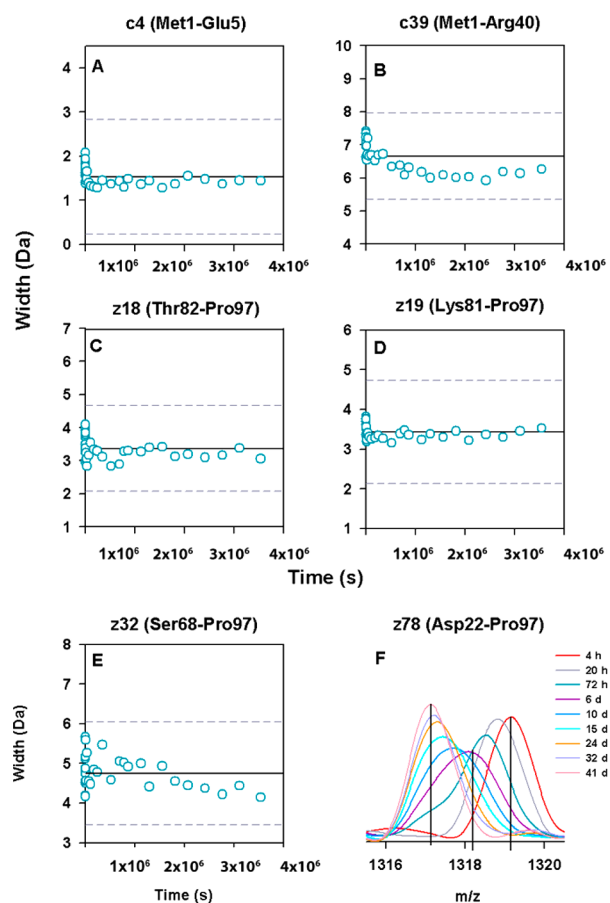 c4 (Met1-Glu5)
c39 (Met1-Arg40)
A
4
3
2
1
0
1x10⁶ 2x10⁶ 3x10⁶ 4x10⁶
B
10
9
8
7
6
5
4
1x10⁶ 2x10⁶ 3x10⁶ 4x10⁶
Width (Da)
z18 (Thr82-Pro97)
z19 (Lys81-Pro97)
C
7
6
5
4
3
2
1
1x10⁶ 2x10⁶ 3x10⁶ 4x10⁶
D
6
5
4
3
2
1
1x10⁶ 2x10⁶ 3x10⁶ 4x10⁶
Time (s)
z32 (Ser68-Pro97)
z78 (Asp22-Pro97)
E
8
7
6
5
4
3
Width (Da)
1x10⁶ 2x10⁶ 3x10⁶ 4x10⁶
Time (s)
F
4 h
20 h
72 h
6 d
10 d
15 d
24 d
32 d
41 d
1316 1318 1320
m/z